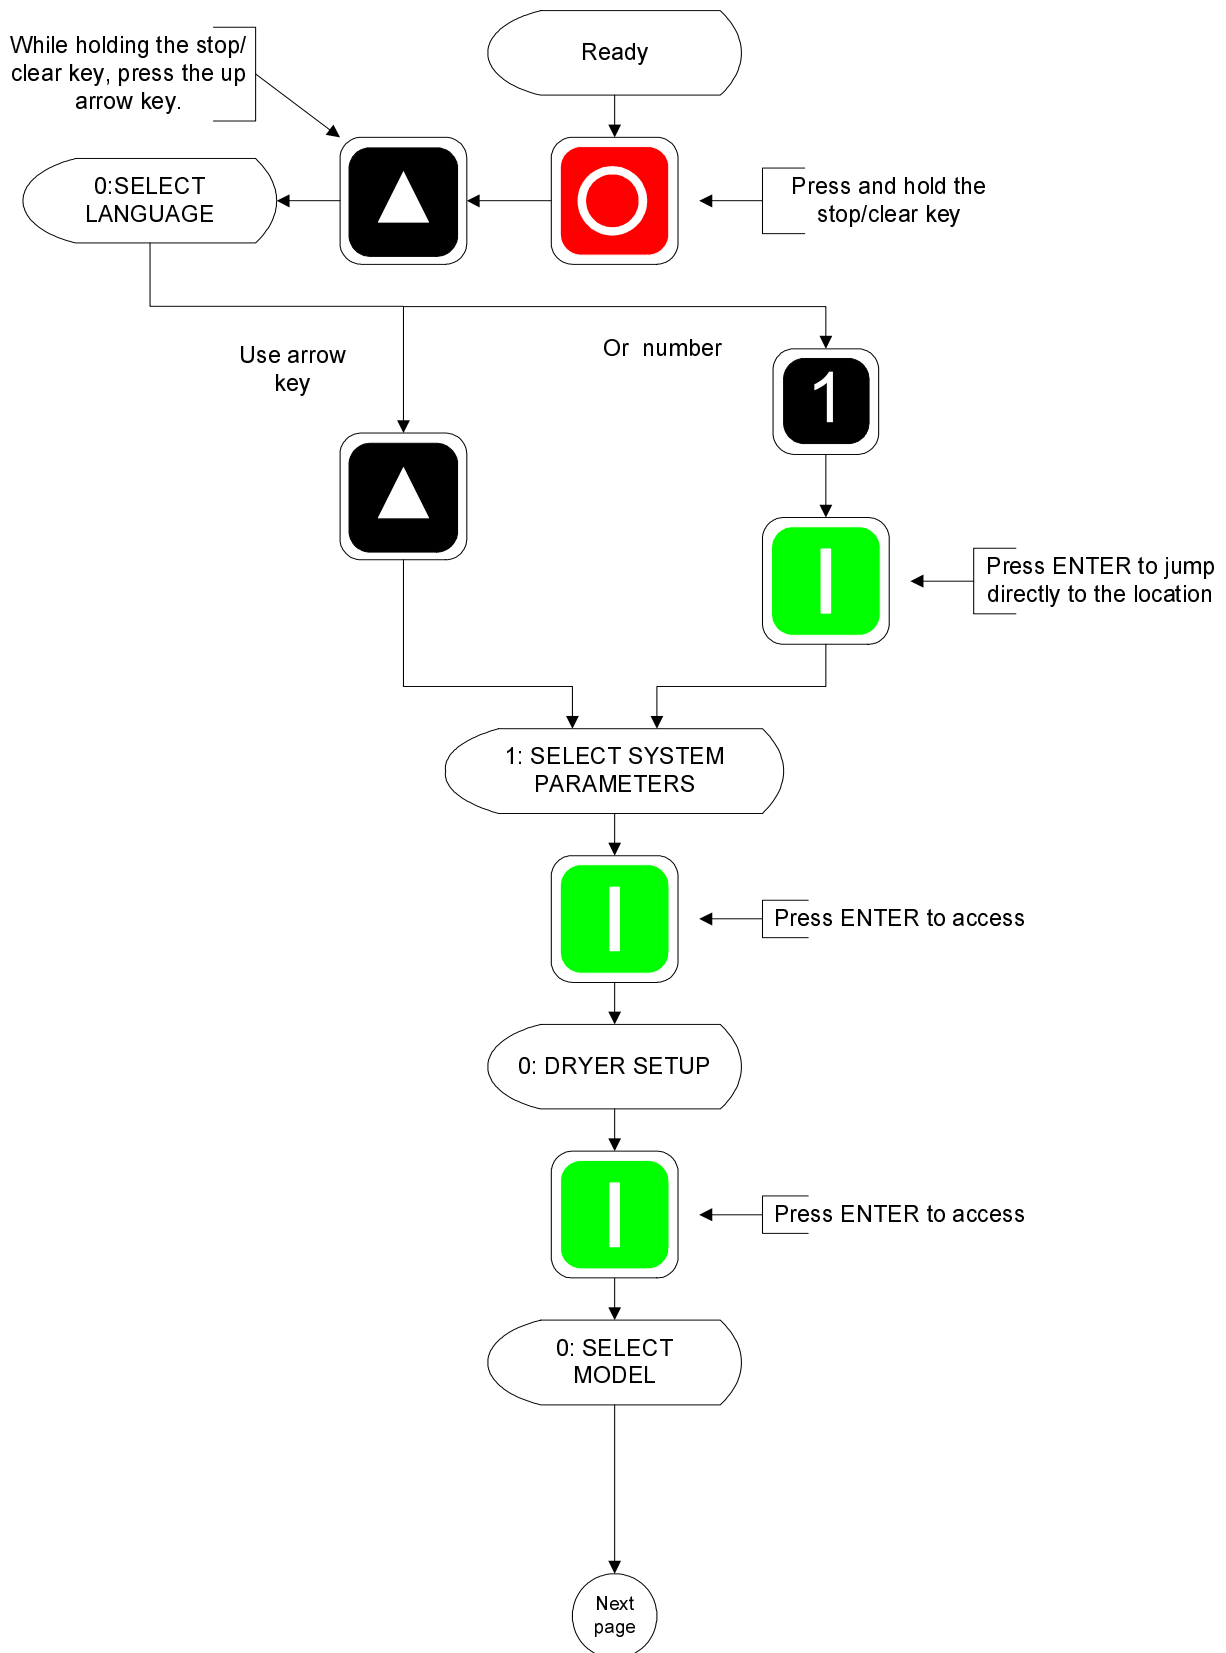 While holding the stop/
clear key, press the up
arrow key.
Ready
0:SELECT
LANGUAGE
Press and hold the
stop/clear key
Use arrow
key
Or number
1
Press ENTER to jump
directly to the location
1: SELECT SYSTEM
PARAMETERS
Press ENTER to access
0: DRYER SETUP
Press ENTER to access
0: SELECT
MODEL
Next
page